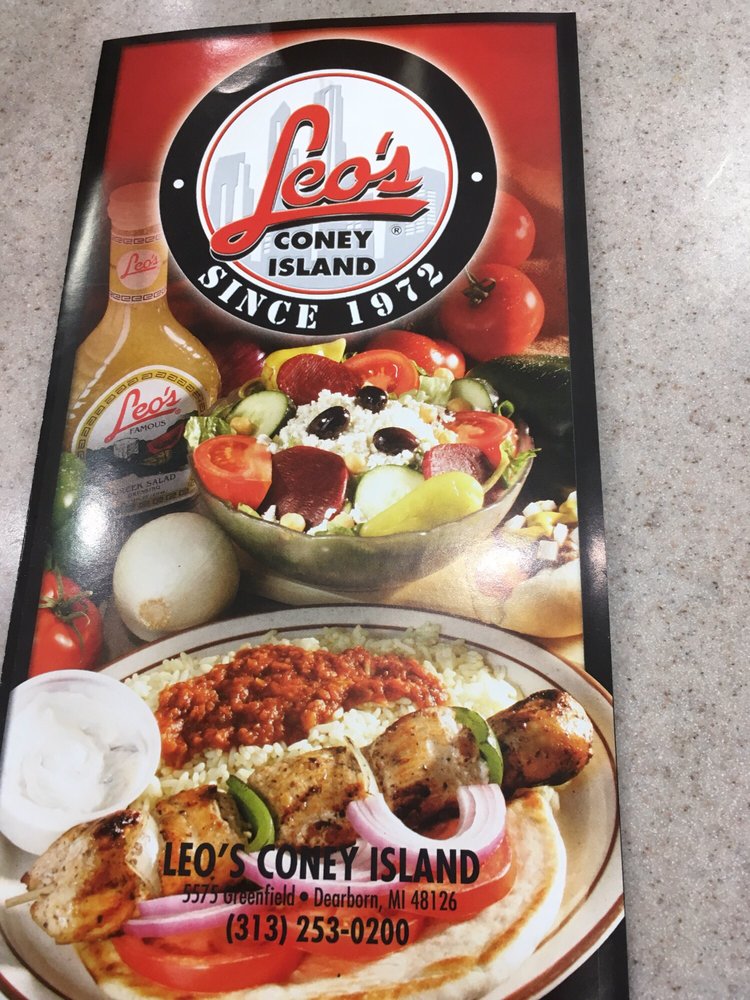 Leo's®
CONEY
ISLAND
SINCE 1972
Leo's
Leo's
FAMOUS
GREEK SALAD
DRESSING
LEO'S CONEY ISLAND
5575 Greenfield • Dearborn, MI 48126
(313) 253-0200